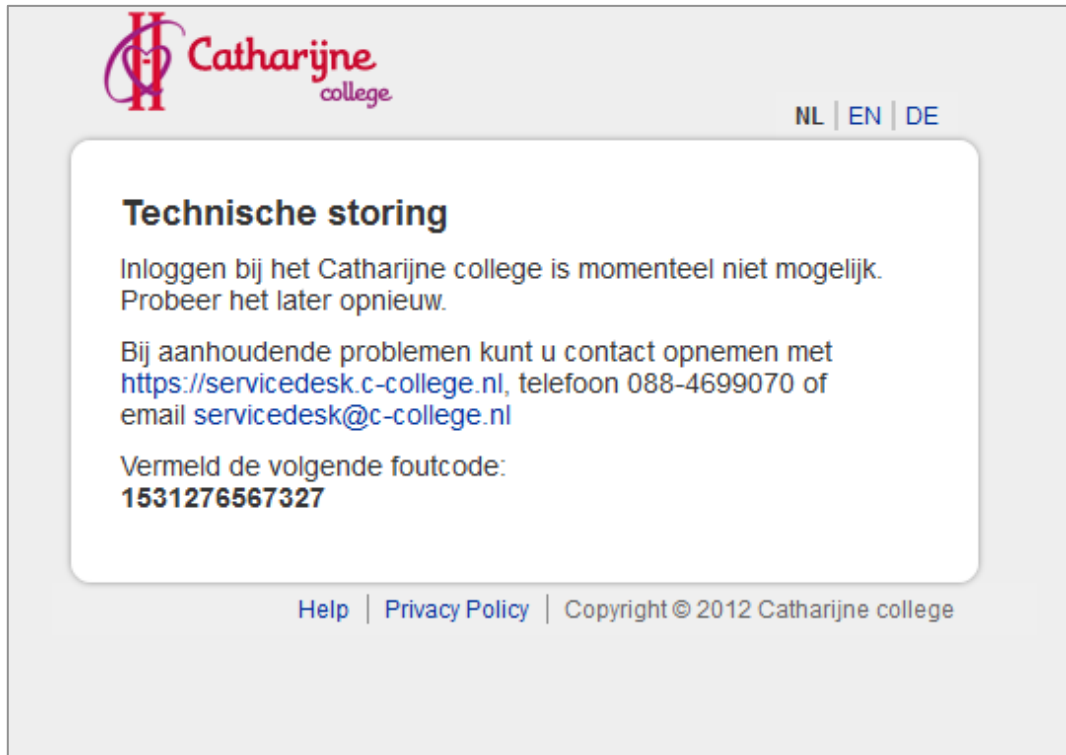 Catharijne
college
NL | EN | DE
Technische storing
Inloggen bij het Catharijne college is momenteel niet mogelijk.
Probeer het later opnieuw.
Bij aanhoudende problemen kunt u contact opnemen met
https://servicedesk.c-college.nl, telefoon 088-4699070 of
email servicedesk@c-college.nl
Vermeld de volgende foutcode:
1531276567327
Help | Privacy Policy | Copyright © 2012 Catharijne college